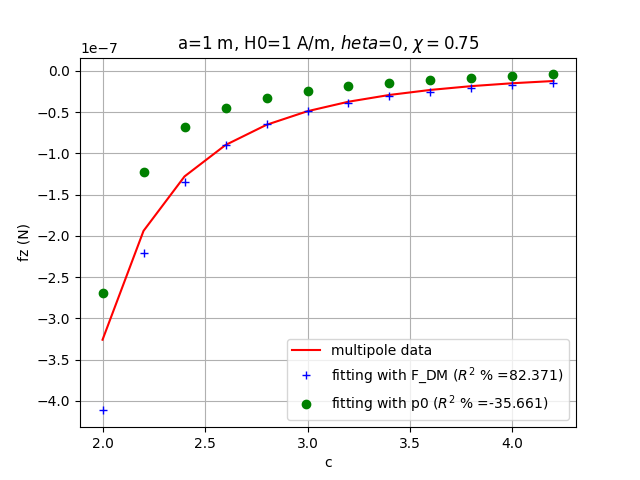 a=1 m, H0=1 A/m, heta=0, χ = 0.75
1e−7
0.0
−0.5
−1.0
−1.5
−2.0
−2.5
−3.0
−3.5
−4.0
fz (N)
multipole data
fitting with F_DM (R² % =82.371)
fitting with p0 (R² % =-35.661)
2.0 2.5 3.0 3.5 4.0
c